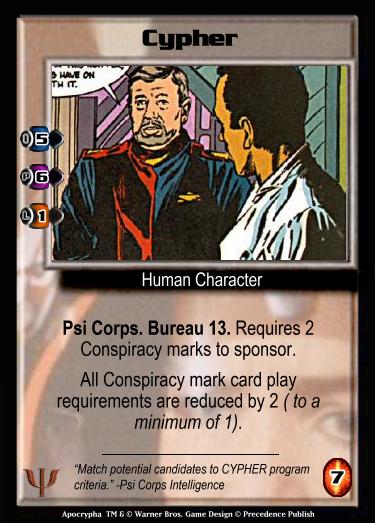 Cypher
S HAVE ON
TH IT.
I 5
P 6
L 1
Human Character
Psi Corps. Bureau 13. Requires 2
Conspiracy marks to sponsor.
All Conspiracy mark card play
requirements are reduced by 2 ( to a
minimum of 1).
“Match potential candidates to CYPHER program
criteria.” -Psi Corps Intelligence
7
Apocrypha TM & © Warner Bros. Game Design © Precedence Publish